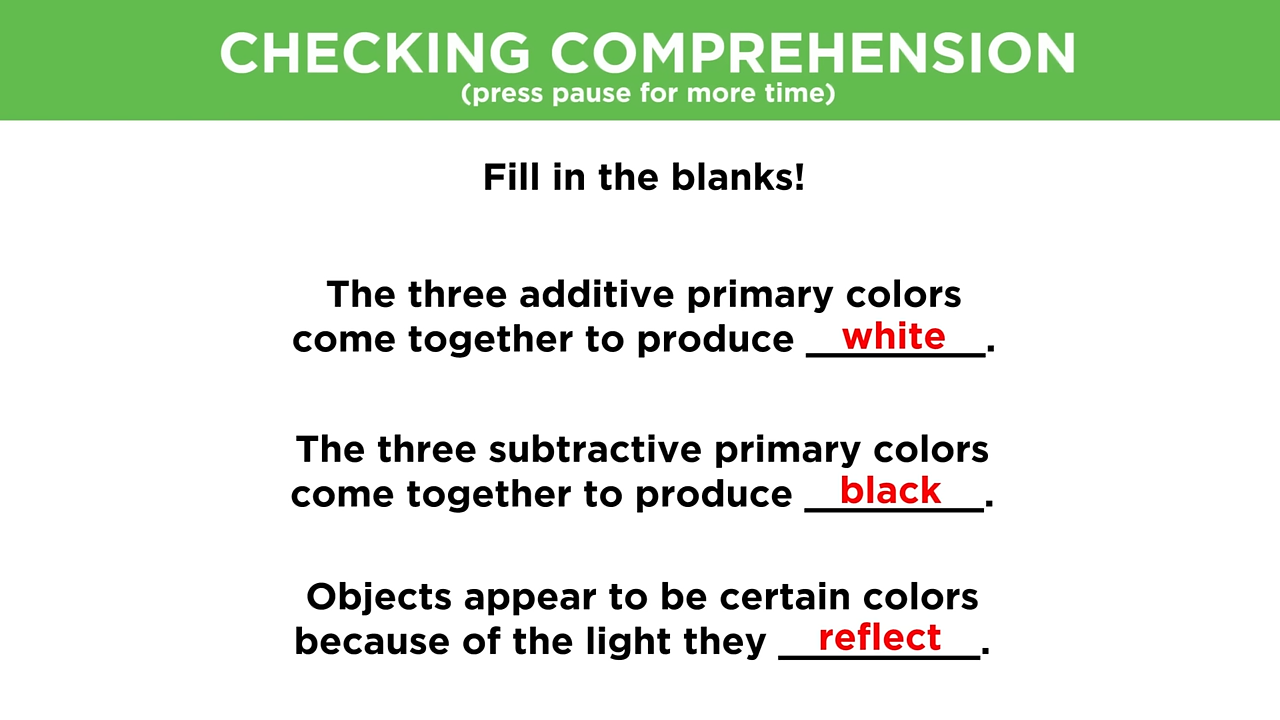 CHECKING COMPREHENSION
(press pause for more time)
Fill in the blanks!
The three additive primary colors
come together to produce white.
The three subtractive primary colors
come together to produce black.
Objects appear to be certain colors
because of the light they reflect.